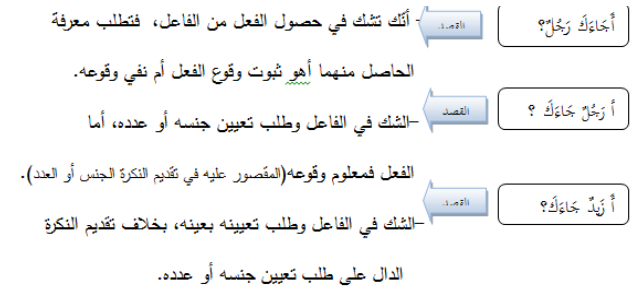 أَجَاءَكَ رَجُلٌ؟
القصد
- أنّك تشك في حصول الفعل من الفاعل، فتطلب معرفة
الحاصل منهما أهو ثبوت وقوع الفعل أم نفي وقوعه.
أ رَجُلٌ جَاءَكَ ؟
القصد
–الشك في الفاعل وطلب تعيين جنسه أو عدده، أما
الفعل فمعلوم وقوعه(المقصور عليه في تقديم النكرة الجنس أو العدد).
أَ زَيدٌ جَاءَكَ؟
القصد
–الشك في الفاعل وطلب تعيينه بعينه، بخلاف تقديم النكرة
الدال على طلب تعيين جنسه أو عدده.